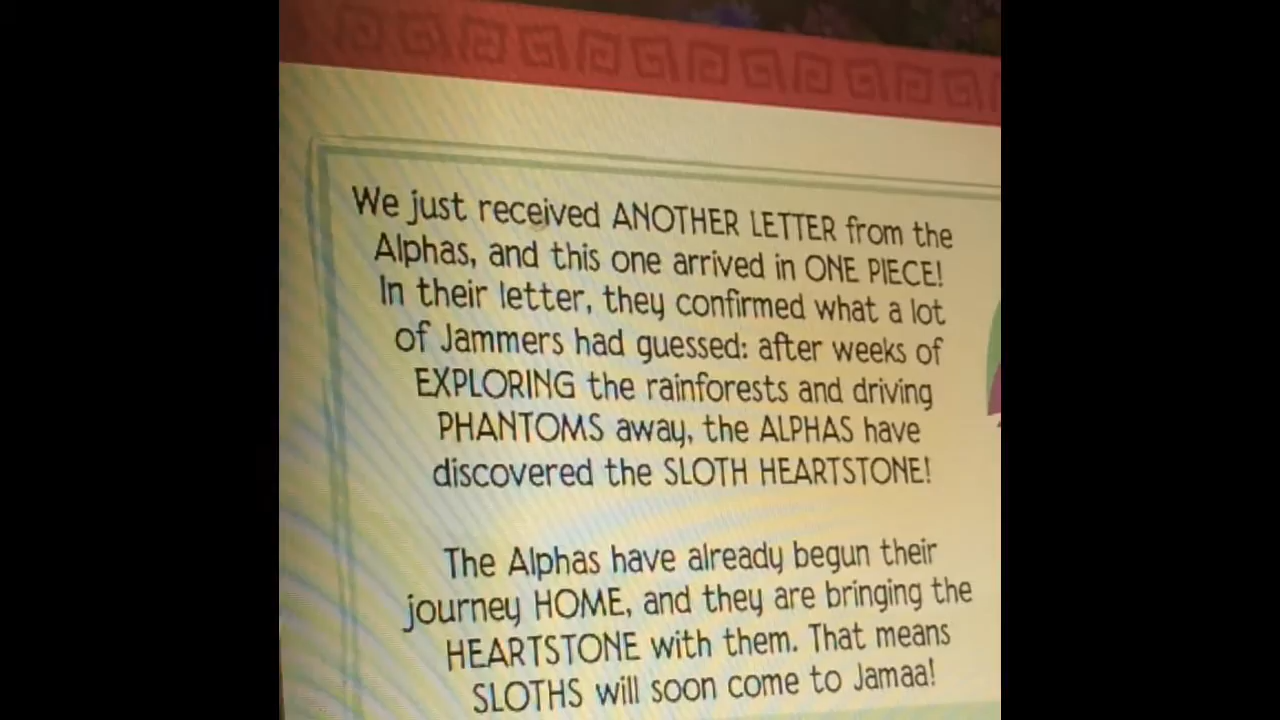 We just received ANOTHER LETTER from the
Alphas, and this one arrived in ONE PIECE!
In their letter, they confirmed what a lot
of Jammers had guessed: after weeks of
EXPLORING the rainforests and driving
PHANTOMS away, the ALPHAS have
discovered the SLOTH HEARTSTONE!
The Alphas have already begun their
journey HOME, and they are bringing the
HEARTSTONE with them. That means
SLOTHS will soon come to Jamaa!